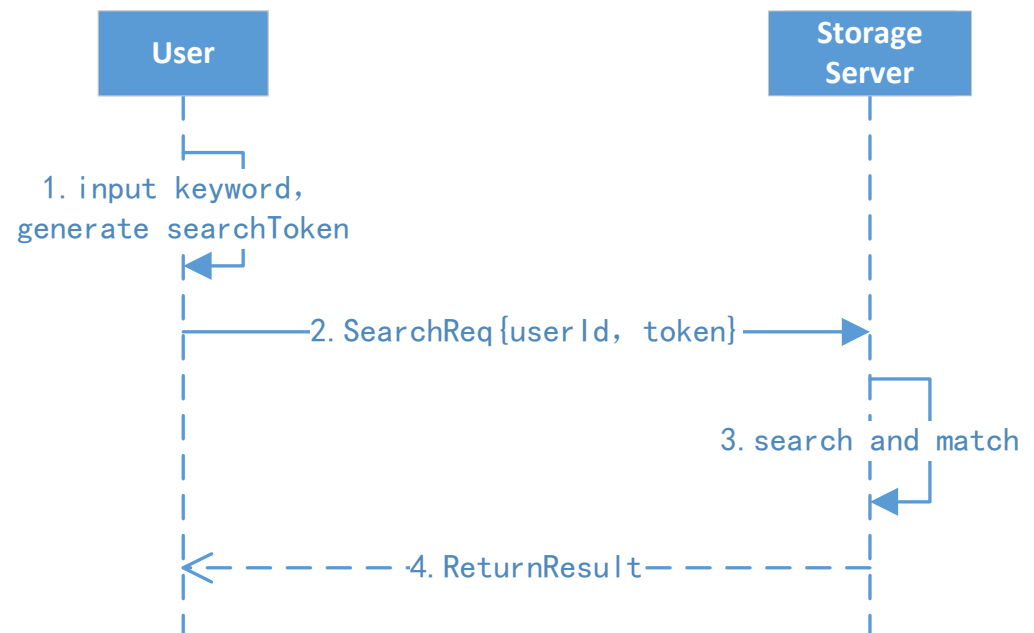 User
Storage
Server
1. input keyword,
generate searchToken
2. SearchReq{userId, token}
3. search and match
4. ReturnResult